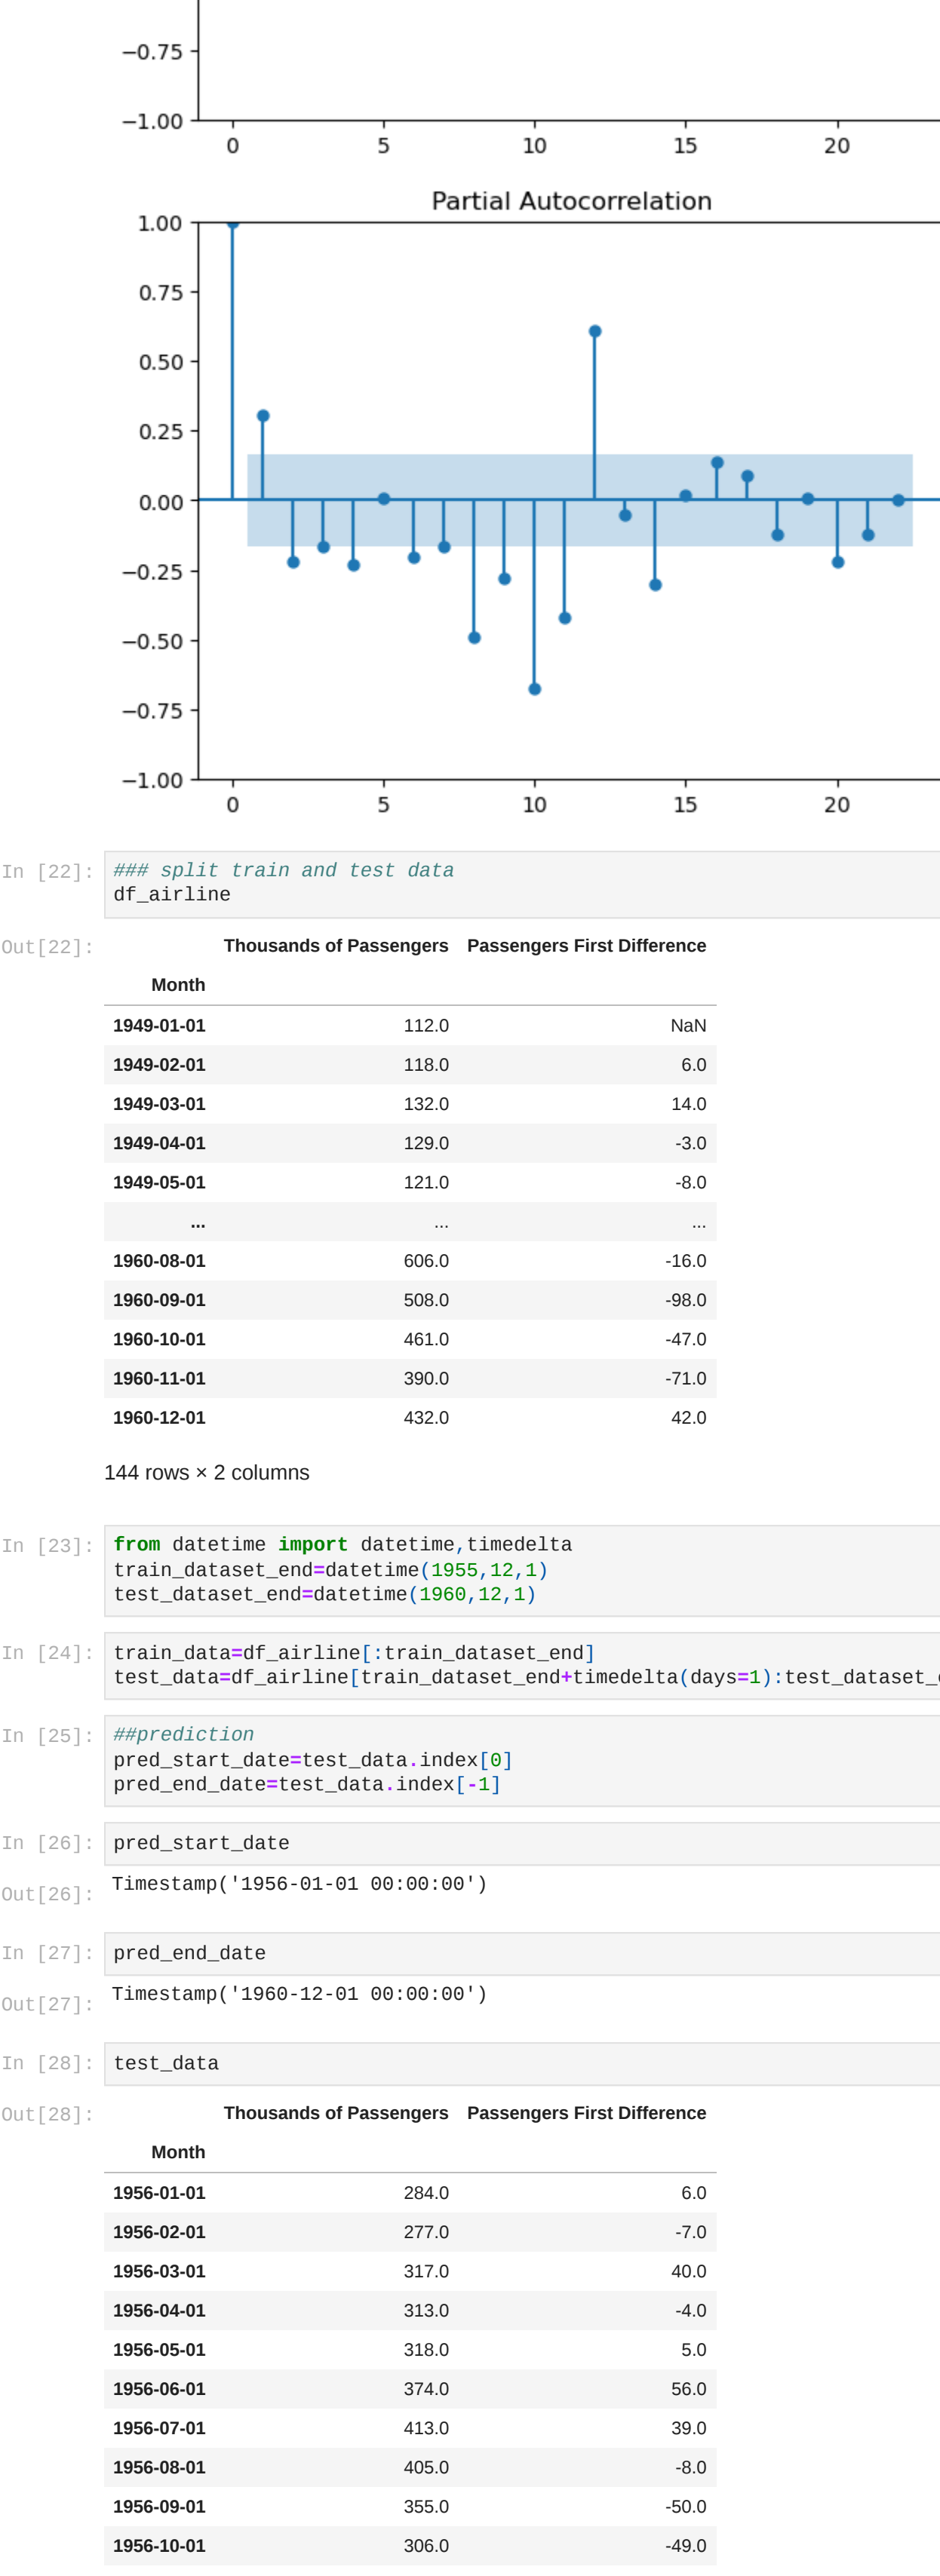 −0.75
−1.00
0 5 10 15 20
Partial Autocorrelation
1.00
0.75
0.50
0.25
0.00
−0.25
−0.50
−0.75
−1.00
0 5 10 15 20
In [22]: ### split train and test data
df_airline
Out[22]: Thousands of Passengers Passengers First Difference
Month
1949-01-01 112.0 NaN
1949-02-01 118.0 6.0
1949-03-01 132.0 14.0
1949-04-01 129.0 -3.0
1949-05-01 121.0 -8.0
... ... ...
1960-08-01 606.0 -16.0
1960-09-01 508.0 -98.0
1960-10-01 461.0 -47.0
1960-11-01 390.0 -71.0
1960-12-01 432.0 42.0
144 rows × 2 columns
In [23]: from datetime import datetime,timedelta
train_dataset_end=datetime(1955,12,1)
test_dataset_end=datetime(1960,12,1)
In [24]: train_data=df_airline[:train_dataset_end]
test_data=df_airline[train_dataset_end+timedelta(days=1):test_dataset_
In [25]: ##prediction
pred_start_date=test_data.index[0]
pred_end_date=test_data.index[-1]
In [26]: pred_start_date
Out[26]: Timestamp('1956-01-01 00:00:00')
In [27]: pred_end_date
Out[27]: Timestamp('1960-12-01 00:00:00')
In [28]: test_data
Out[28]: Thousands of Passengers Passengers First Difference
Month
1956-01-01 284.0 6.0
1956-02-01 277.0 -7.0
1956-03-01 317.0 40.0
1956-04-01 313.0 -4.0
1956-05-01 318.0 5.0
1956-06-01 374.0 56.0
1956-07-01 413.0 39.0
1956-08-01 405.0 -8.0
1956-09-01 355.0 -50.0
1956-10-01 306.0 -49.0